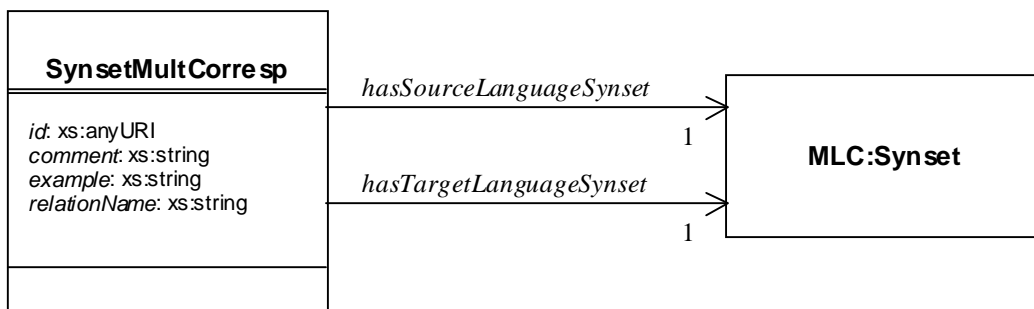 SynsetMultCorresp
id: xs:anyURI
comment: xs:string
example: xs:string
relationName: xs:string
hasSourceLanguageSynset
1
hasTargetLanguageSynset
1
MLC:Synset